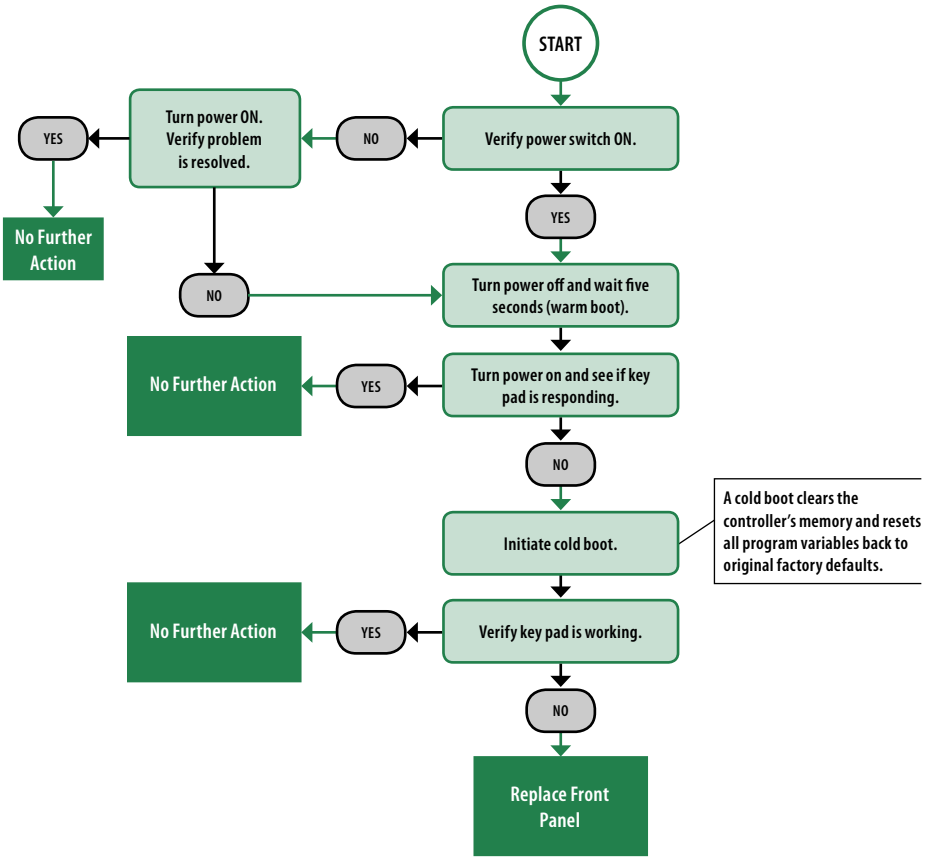 START
Verify power switch ON.
NO
Turn power ON.
Verify problem
is resolved.
YES
No Further
Action
NO
YES
Turn power off and wait five
seconds (warm boot).
Turn power on and see if key
pad is responding.
YES
No Further Action
NO
Initiate cold boot.
A cold boot clears the
controller's memory and resets
all program variables back to
original factory defaults.
Verify key pad is working.
YES
No Further Action
NO
Replace Front
Panel